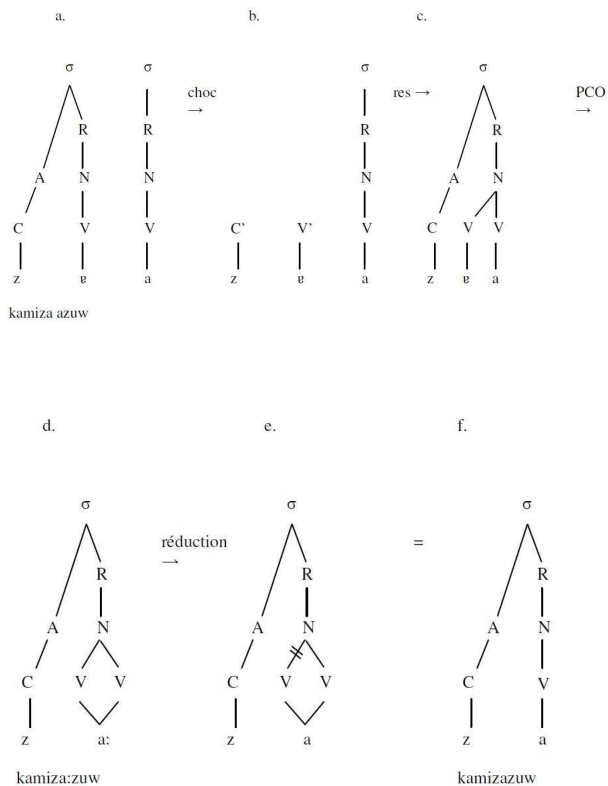 a. b. c.
σ σ choc → σ res → σ PCO →
R R R R
A N N N A N
C V V C’ V’ V C V V
z ɐ a z ɐ a z ɐ a
kamiza azuw
d. e. f.
σ réduction → σ = σ
R R R
A N A N A N
C V V C V V C V
z a: z a z a
kamiza:zuw kamizazuw